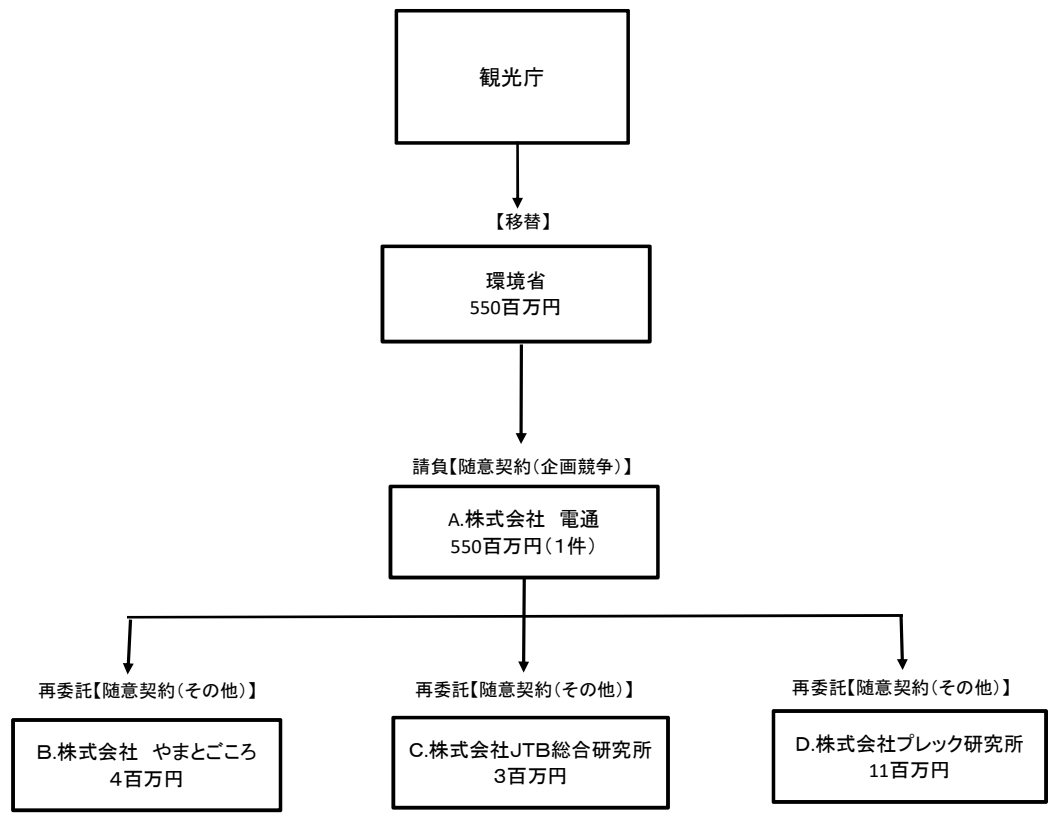 観光庁
【移替】
環境省
550百万円
請負【随意契約(企画競争)】
A.株式会社　電通
550百万円(1件)
再委託【随意契約(その他)】
B.株式会社　やまとごころ
4百万円
再委託【随意契約(その他)】
C.株式会社JTB総合研究所
3百万円
再委託【随意契約(その他)】
D.株式会社プレック研究所
11百万円